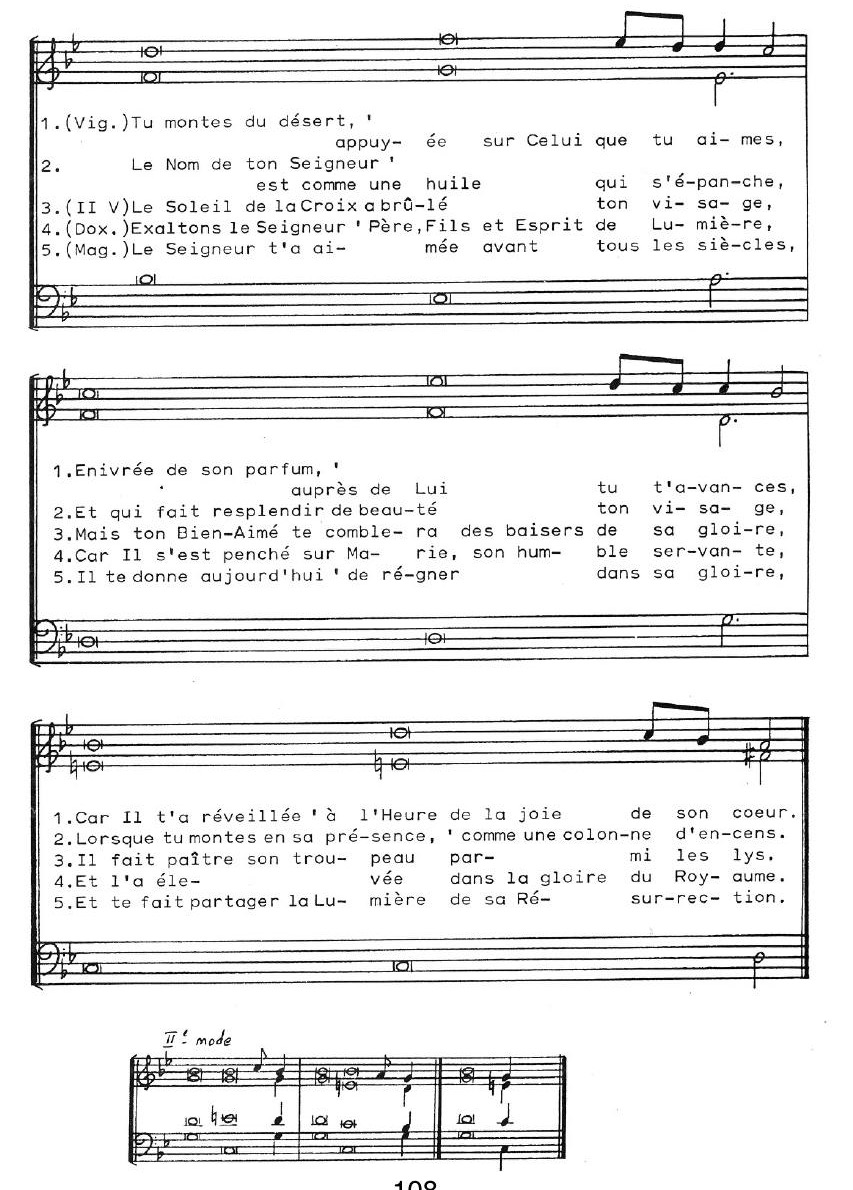 1.(Vig.)Tu montes du désert, '
appuy- ée sur Celui que tu ai- mes,
2. Le Nom de ton Seigneur '
est comme une huile qui s'é-pan-che,
3.(II V)Le Soleil de la Croix a brû-lé ton vi- sa- ge,
4.(Dox.)Exaltons le Seigneur ' Père, Fils et Esprit de Lu- miè-re,
5.(Mag.)Le Seigneur t'a ai- mée avant tous les siè-cles,
1.Enivrée de son parfum, '
auprès de Lui tu t'a-van- ces,
2.Et qui fait resplendir de beau-té ton vi- sa- ge,
3.Mais ton Bien-Aimé te comble- ra des baisers de sa gloi-re,
4.Car Il s'est penché sur Ma- rie, son hum- ble ser-van- te,
5.Il te donne aujourd'hui ' de ré-gner dans sa gloi-re,
1.Car Il t'a réveillée ' à l'Heure de la joie de son coeur.
2.Lorsque tu montes en sa pré-sence, ' comme une colon-ne d'en-cens.
3.Il fait paître son trou- peau par- mi les lys.
4.Et l'a éle- vée dans la gloire du Roy- aume.
5.Et te fait partager la Lu- mière de sa Ré- sur-rec- tion.
IIe mode
108